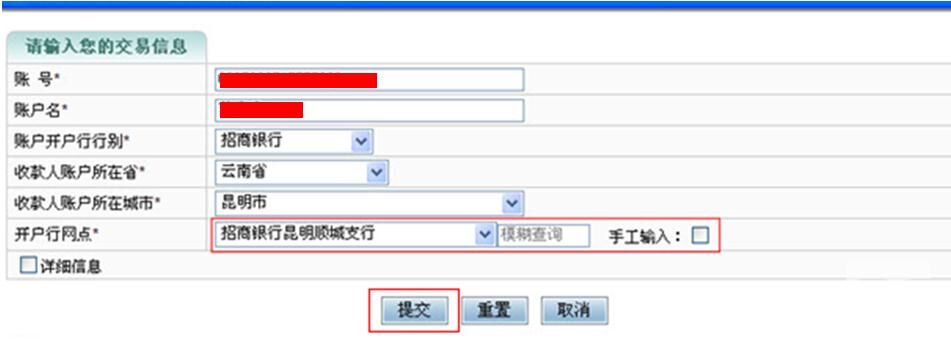 请输入您的交易信息
账 号*
账户名*
账户开户行行别* 招商银行
收款人账户所在省* 云南省
收款人账户所在城市* 昆明市
开户行网点* 招商银行昆明顺城支行 模糊查询 手工输入：
详细信息
提交 重置 取消